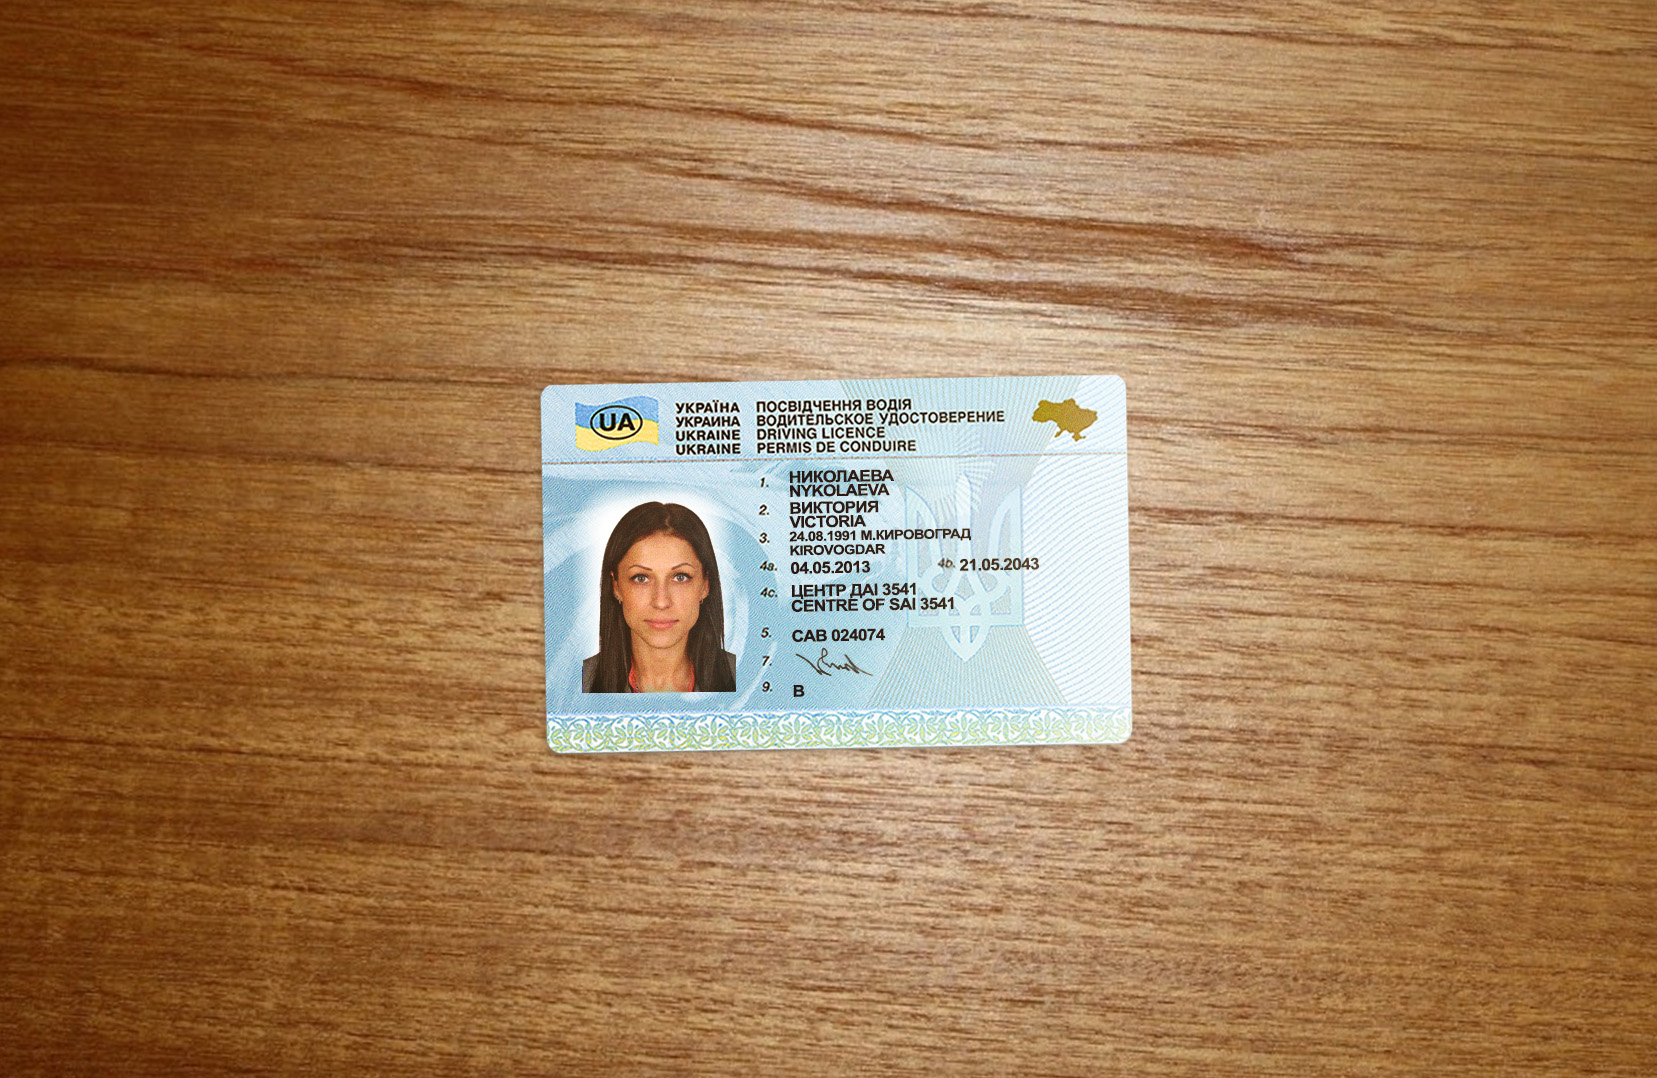 UA
УКРАЇНА
УКРАИНА
UKRAINE
UKRAINE
ПОСВІДЧЕННЯ ВОДІЯ
ВОДИТЕЛЬСКОЕ УДОСТОВЕРЕНИЕ
DRIVING LICENCE
PERMIS DE CONDUIRE
1. НИКОЛАЕВА
NYKOLAEVA
2. ВИКТОРИЯ
VICTORIA
3. 24.08.1991 М.КИРОВОГРАД
KIROVOGDAR
4a. 04.05.2013 4b. 21.05.2043
4c. ЦЕНТР ДАІ 3541
CENTRE OF SAI 3541
5. CAB 024074
7.
9. B